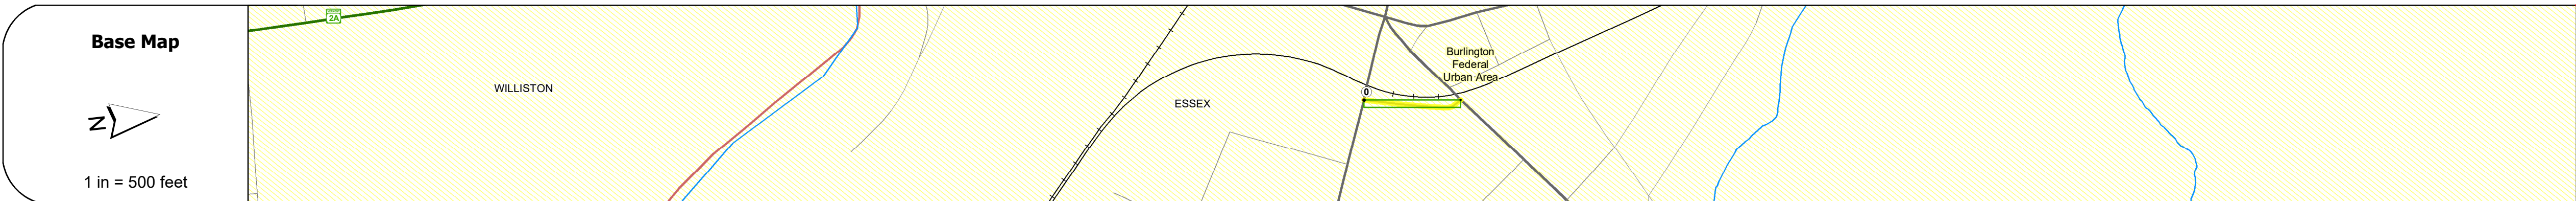 Base Map
N
1 in = 500 feet
2A
WILLISTON
ESSEX
0
Burlington
Federal
Urban Area